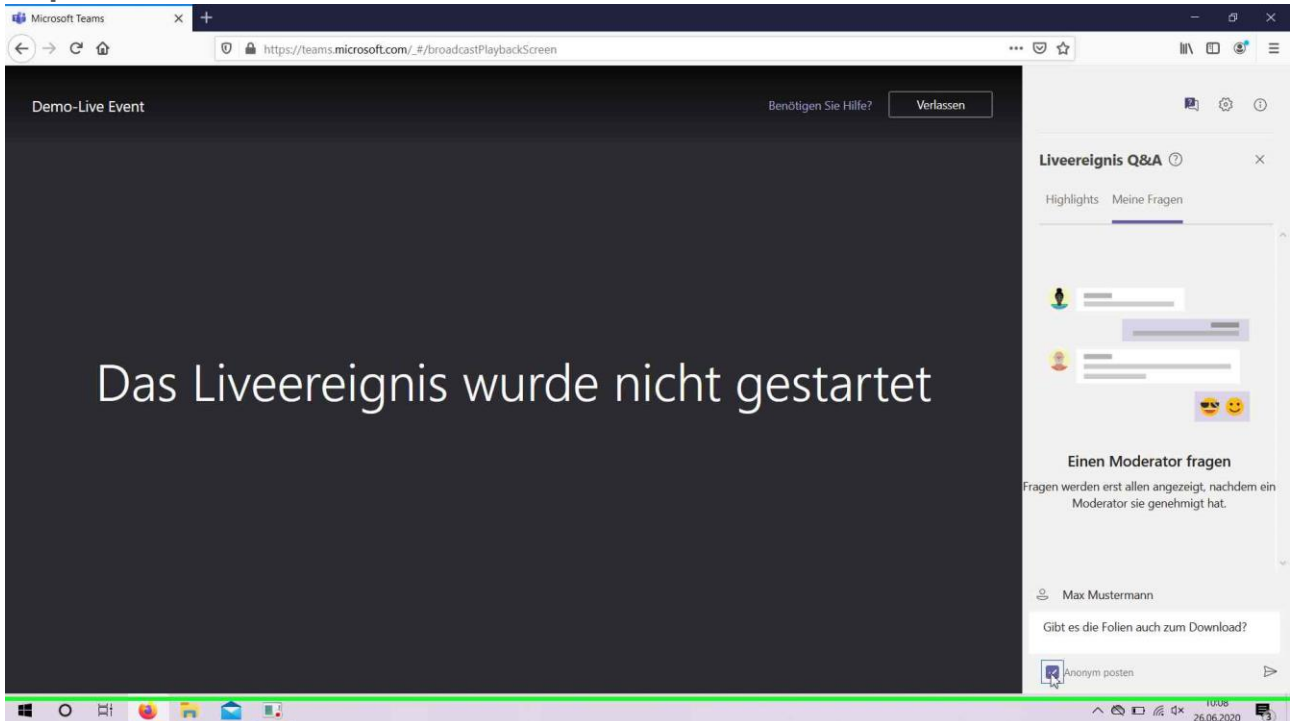 Microsoft Teams
https://teams.microsoft.com/_#/broadcastPlaybackScreen
Demo-Live Event
Benötigen Sie Hilfe?
Verlassen
Liveereignis Q&A
Highlights Meine Fragen
Das Liveereignis wurde nicht gestartet
Einen Moderator fragen
Fragen werden erst allen angezeigt, nachdem ein
Moderator sie genehmigt hat.
Max Mustermann
Gibt es die Folien auch zum Download?
Anonym posten
10:08
26.06.2020